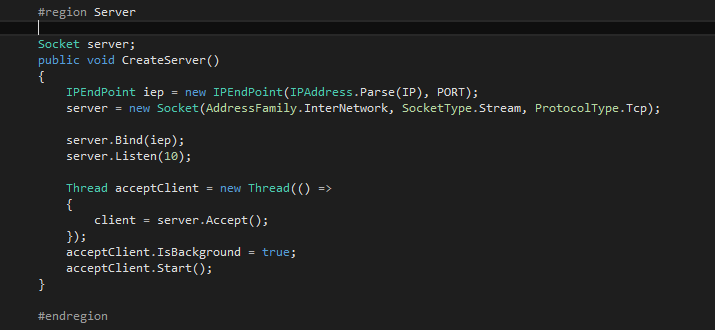 #region Server
Socket server;
public void CreateServer()
{
IPEndPoint iep = new IPEndPoint(IPAddress.Parse(IP), PORT);
server = new Socket(AddressFamily.InterNetwork, SocketType.Stream, ProtocolType.Tcp);
server.Bind(iep);
server.Listen(10);
Thread acceptClient = new Thread(() =>
{
client = server.Accept();
});
acceptClient.IsBackground = true;
acceptClient.Start();
}
#endregion